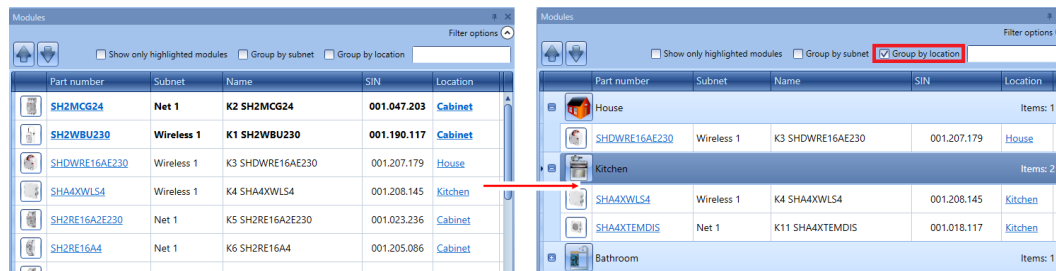 Modules
Filter options
Show only highlighted modules Group by subnet Group by location
Part number Subnet Name SIN Location
SH2MCG24 Net 1 K2 SH2MCG24 001.047.203 Cabinet
SH2WBU230 Wireless 1 K1 SH2WBU230 001.190.117 Cabinet
SHDWRE16AE230 Wireless 1 K3 SHDWRE16AE230 001.207.179 House
SHA4XWLS4 Wireless 1 K4 SHA4XWLS4 001.208.145 Kitchen
SH2RE16A2E230 Net 1 K5 SH2RE16A2E230 001.023.236 Cabinet
SH2RE16A4 Net 1 K6 SH2RE16A4 001.205.086 Cabinet
Modules
Filter options
Show only highlighted modules Group by subnet Group by location
Part number Subnet Name SIN Location
House Items: 1
SHDWRE16AE230 Wireless 1 K3 SHDWRE16AE230 001.207.179 House
Kitchen Items: 2
SHA4XWLS4 Wireless 1 K4 SHA4XWLS4 001.208.145 Kitchen
SHA4XTEMDIS Net 1 K11 SHA4XTEMDIS 001.018.117 Kitchen
Bathroom Items: 1